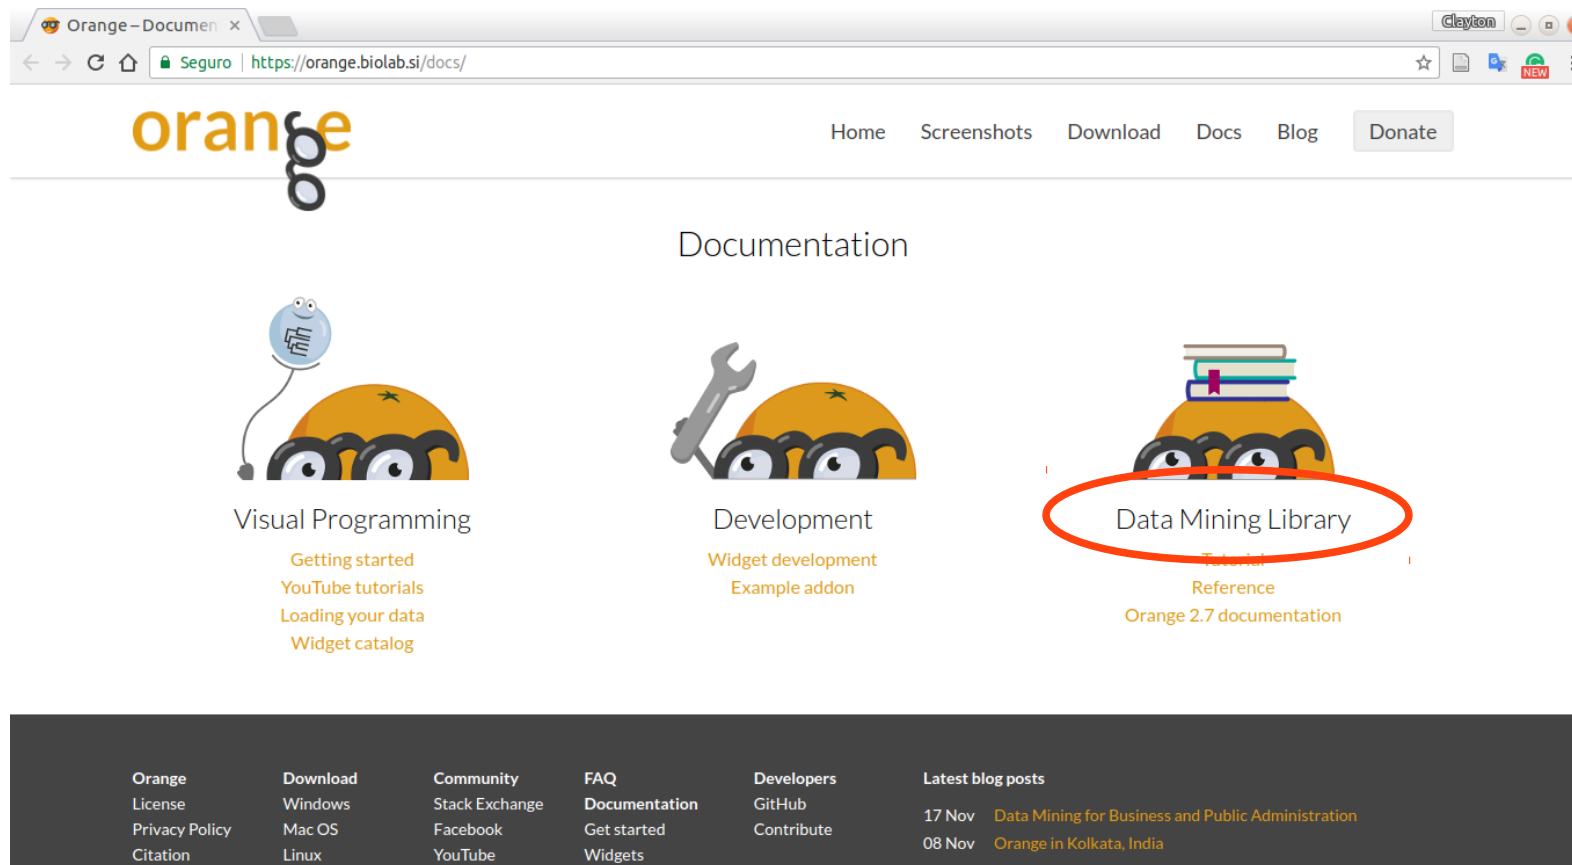 Orange – Documen
Clayton
Seguro
https://orange.biolab.si/docs/
NEW
orange
Home Screenshots Download Docs Blog Donate
Documentation
Visual Programming
Getting started
YouTube tutorials
Loading your data
Widget catalog
Development
Widget development
Example addon
Data Mining Library
Tutorial
Reference
Orange 2.7 documentation
Orange
License
Privacy Policy
Citation
Download
Windows
Mac OS
Linux
Community
Stack Exchange
Facebook
YouTube
FAQ
Documentation
Get started
Widgets
Developers
GitHub
Contribute
Latest blog posts
17 Nov Data Mining for Business and Public Administration
08 Nov Orange in Kolkata, India